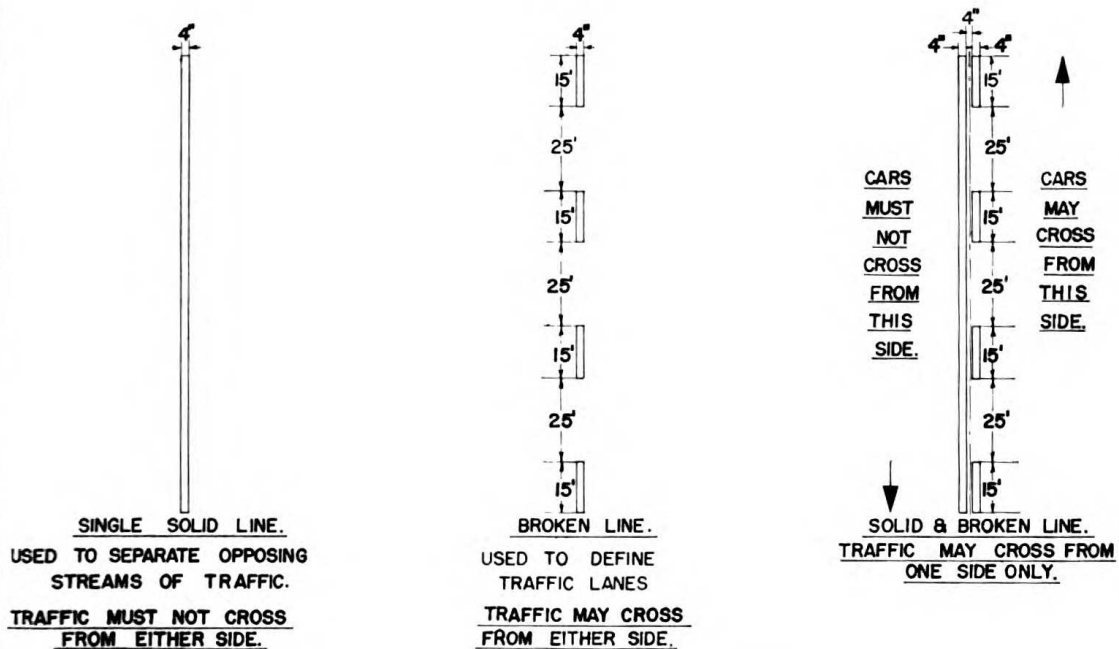 4"
SINGLE SOLID LINE.
USED TO SEPARATE OPPOSING
STREAMS OF TRAFFIC.
TRAFFIC MUST NOT CROSS
FROM EITHER SIDE.
4"
15'
25'
15'
25'
15'
25'
15'
BROKEN LINE.
USED TO DEFINE
TRAFFIC LANES
TRAFFIC MAY CROSS
FROM EITHER SIDE.
4"
4" 4"
15'
25'
15'
25'
15'
25'
15'
CARS
MUST
NOT
CROSS
FROM
THIS
SIDE.
CARS
MAY
CROSS
FROM
THIS
SIDE.
SOLID & BROKEN LINE.
TRAFFIC MAY CROSS FROM
ONE SIDE ONLY.